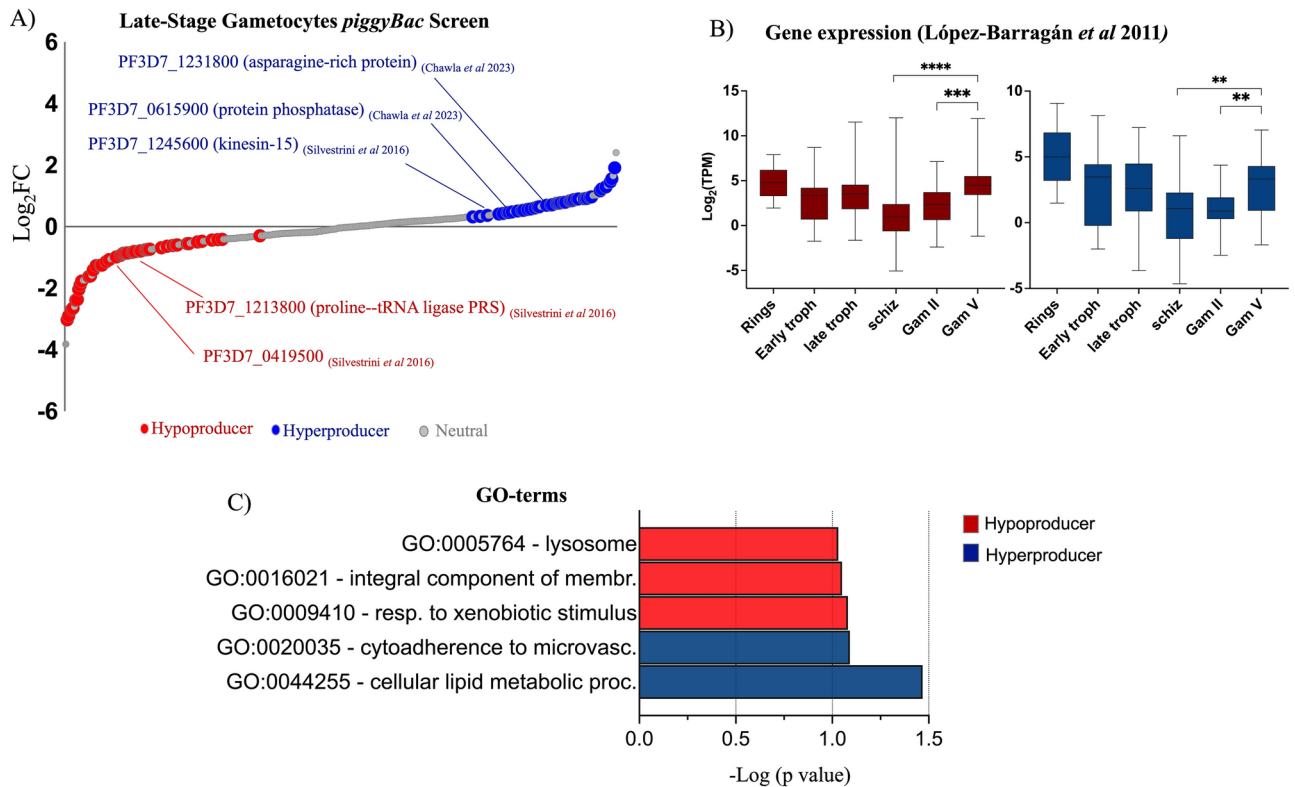 A)
Late-Stage Gametocytes piggyBac Screen
6
4
2
0
-2
-4
-6
Log2FC
PF3D7_1231800 (asparagine-rich protein) (Chawla et al 2023)
PF3D7_0615900 (protein phosphatase) (Chawla et al 2023)
PF3D7_1245600 (kinesin-15) (Silvestrini et al 2016)
PF3D7_1213800 (proline--tRNA ligase PRS) (Silvestrini et al 2016)
PF3D7_0419500 (Silvestrini et al 2016)
Hypoproducer Hyperproducer Neutral
B)
Gene expression (López-Barragán et al 2011)
Log2(TPM)
15
10
5
0
-5
****
***
Rings
Early troph
late troph
schiz
Gam II
Gam V
10
5
0
5
**
**
Rings
Early troph
late troph
schiz
Gam II
Gam V
C)
GO-terms
GO:0005764 - lysosome
GO:0016021 - integral component of membr.
GO:0009410 - resp. to xenobiotic stimulus
GO:0020035 - cytoadherence to microvasc.
GO:0044255 - cellular lipid metabolic proc.
0.0 0.5 1.0 1.5
-Log (p value)
Hypoproducer
Hyperproducer